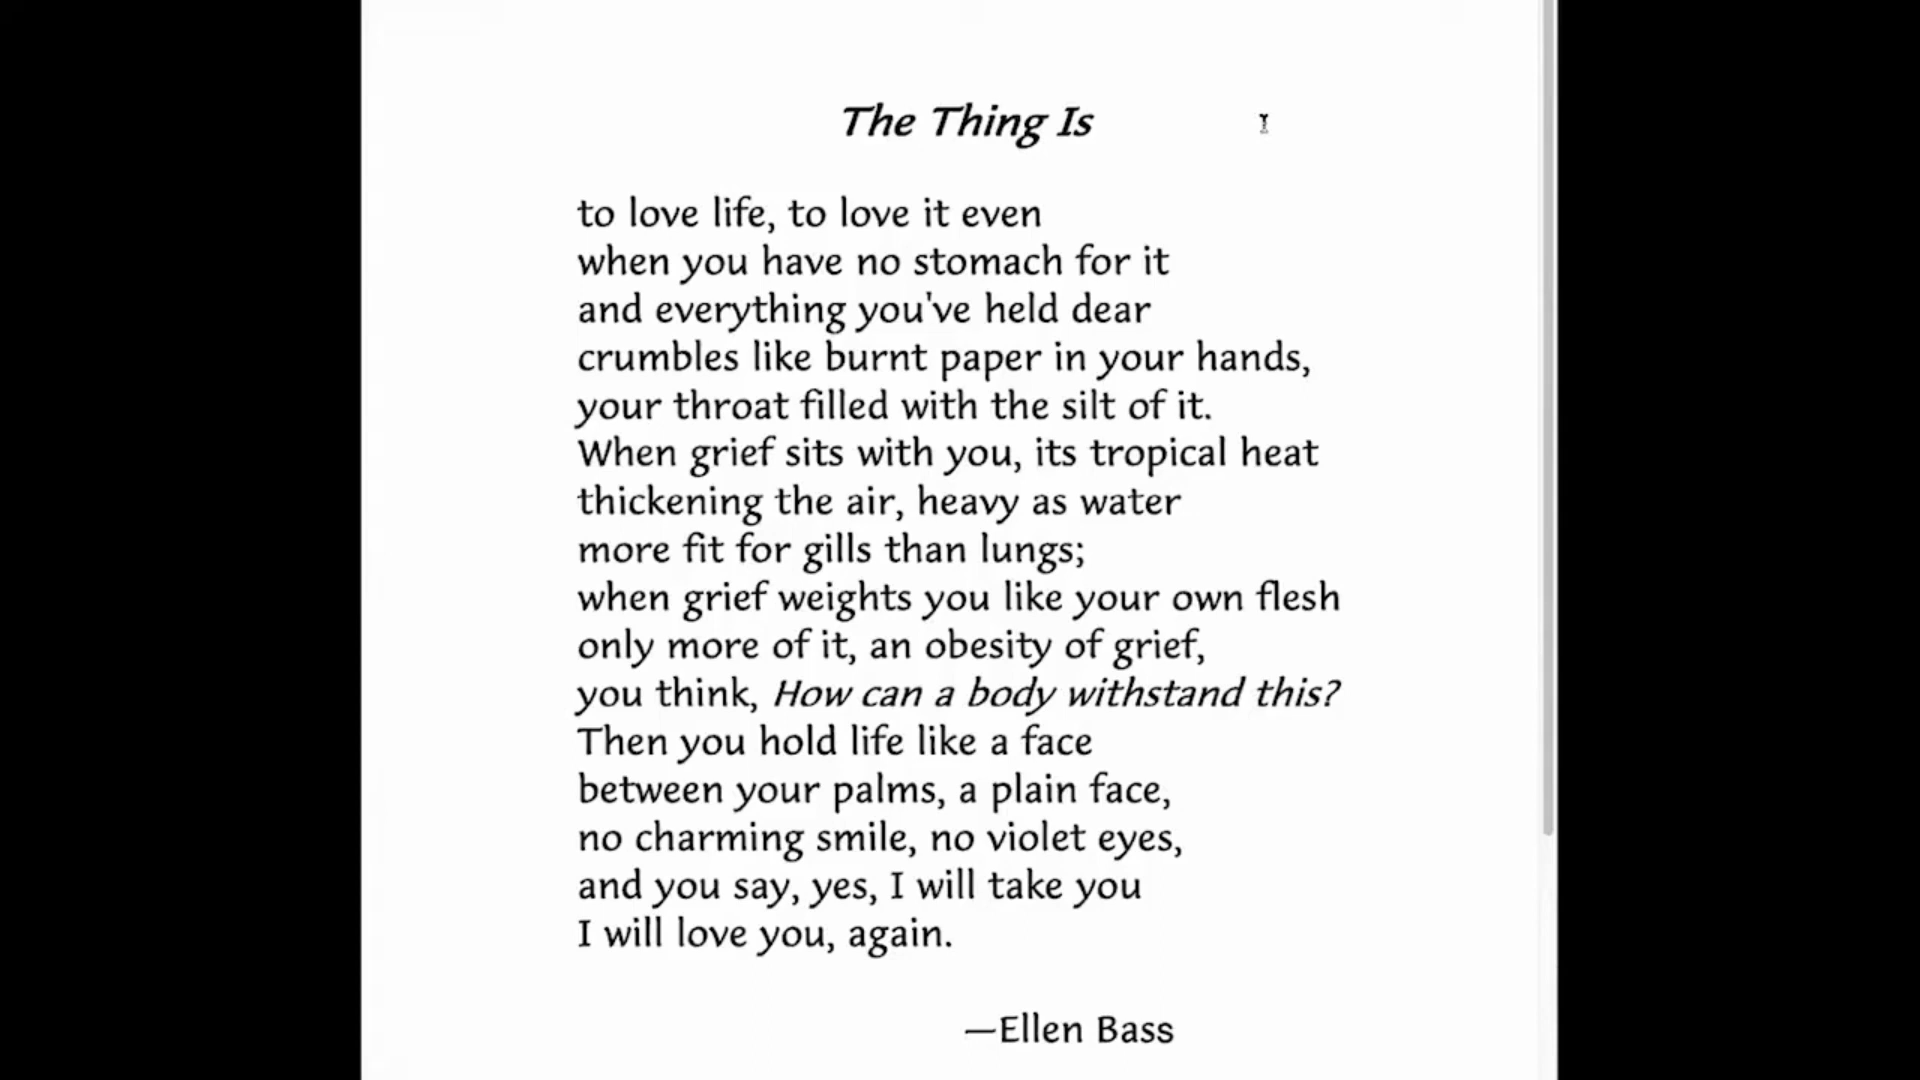 The Thing Is
to love life, to love it even
when you have no stomach for it
and everything you've held dear
crumbles like burnt paper in your hands,
your throat filled with the silt of it.
When grief sits with you, its tropical heat
thickening the air, heavy as water
more fit for gills than lungs;
when grief weights you like your own flesh
only more of it, an obesity of grief,
you think, How can a body withstand this?
Then you hold life like a face
between your palms, a plain face,
no charming smile, no violet eyes,
and you say, yes, I will take you
I will love you, again.
—Ellen Bass